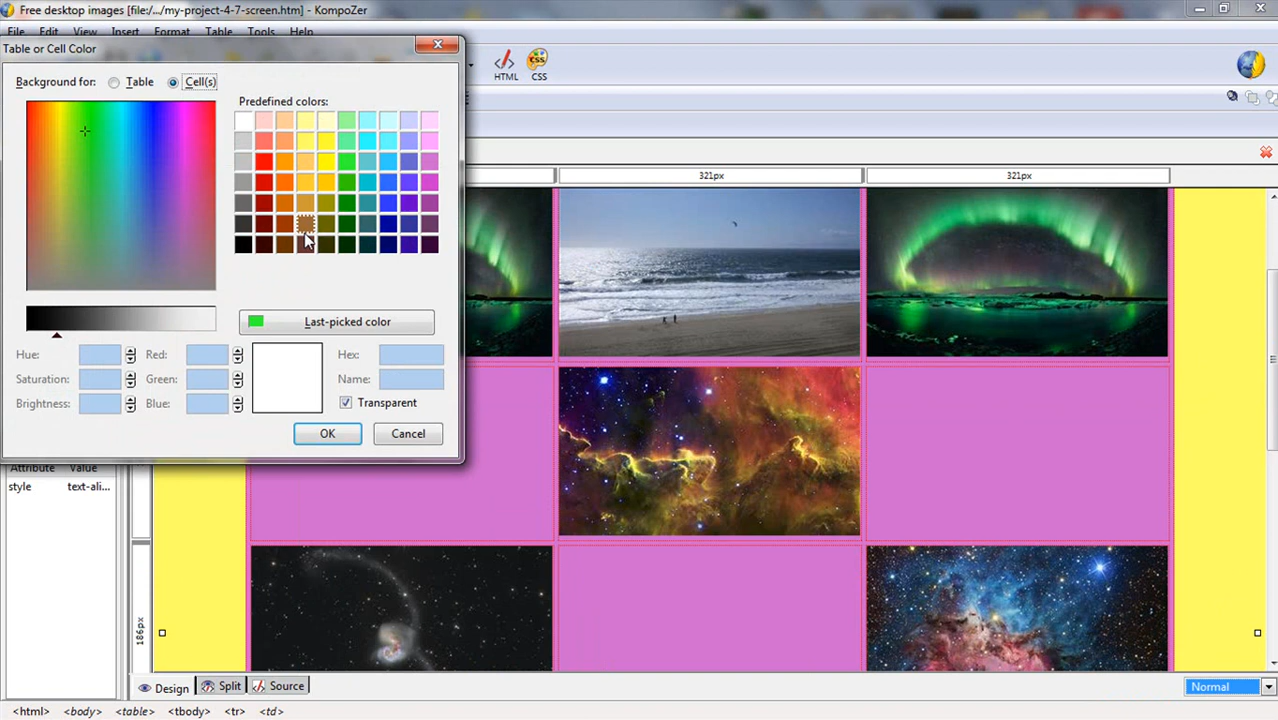 Free desktop images [file:/.../my-project-4-7-screen.htm] - KompoZer
File Edit View Insert Format Table Tools Help
Table or Cell Color
Background for: Table Cell(s)
HTML CSS
Predefined colors:
321px 321px
Last-picked color
Hue: Red: Hex:
Saturation: Green: Name:
Brightness: Blue: Transparent
OK Cancel
Attribute Value
style text-ali...
186px
Design Split Source
Normal
<html> <body> <table> <tbody> <tr> <td>